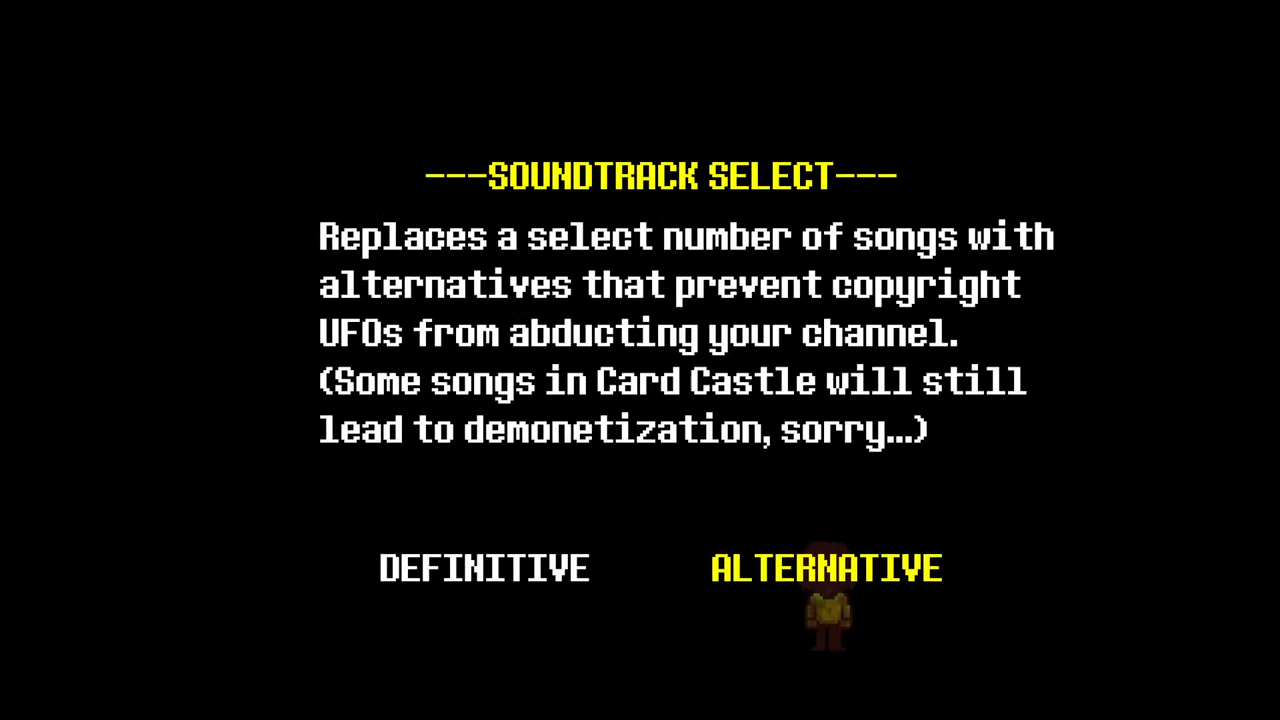 ---SOUNDTRACK SELECT---
Replaces a select number of songs with
alternatives that prevent copyright
UFOs from abducting your channel.
(Some songs in Card Castle will still
lead to demonetization, sorry...)
DEFINITIVE ALTERNATIVE